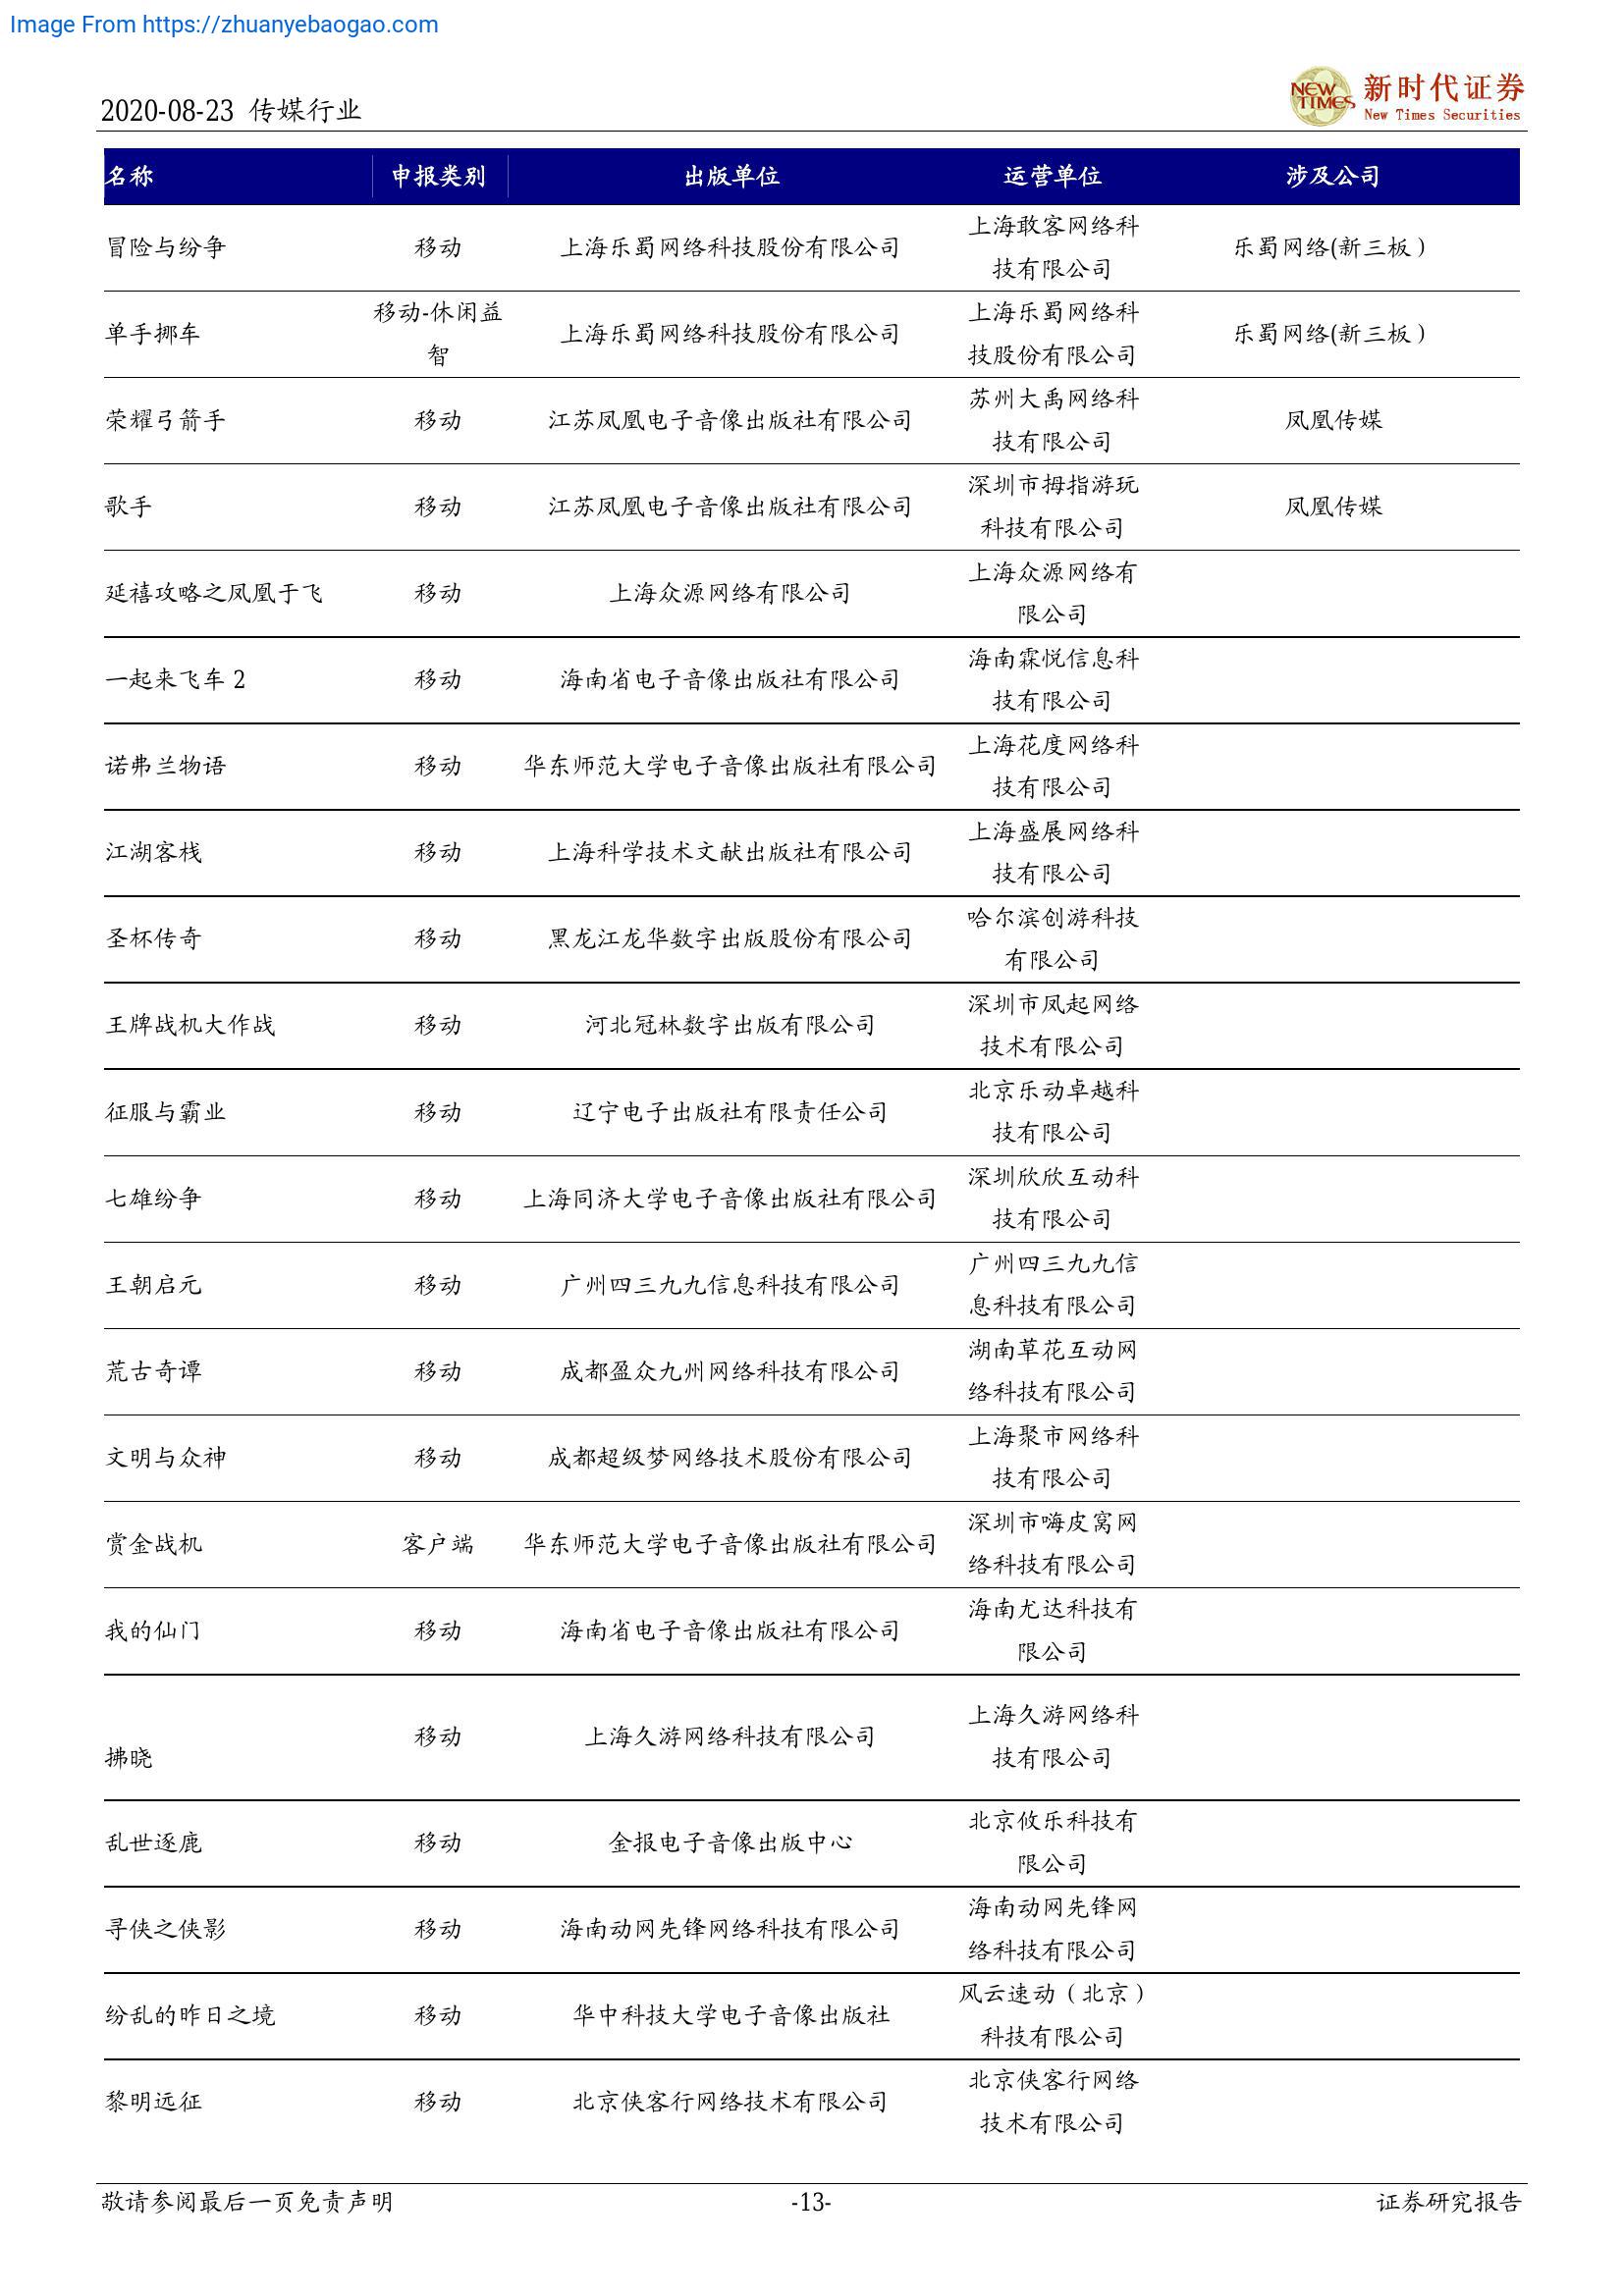 Image From https://zhuanyebaogao.com
2020-08-23 传媒行业
NEW TIMES
新时代证券
New Times Securities
名称 申报类别 出版单位 运营单位 涉及公司
冒险与纷争 移动 上海乐蜀网络科技股份有限公司 上海敢客网络科
技有限公司 乐蜀网络(新三板)
单手挪车 移动-休闲益
智 上海乐蜀网络科技股份有限公司 上海乐蜀网络科
技股份有限公司 乐蜀网络(新三板)
荣耀弓箭手 移动 江苏凤凰电子音像出版社有限公司 苏州大禹网络科
技有限公司 凤凰传媒
歌手 移动 江苏凤凰电子音像出版社有限公司 深圳市拇指游玩
科技有限公司 凤凰传媒
延禧攻略之凤凰于飞 移动 上海众源网络有限公司 上海众源网络有
限公司
一起来飞车 2 移动 海南省电子音像出版社有限公司 海南霖悦信息科
技有限公司
诺弗兰物语 移动 华东师范大学电子音像出版社有限公司 上海花度网络科
技有限公司
江湖客栈 移动 上海科学技术文献出版社有限公司 上海盛展网络科
技有限公司
圣杯传奇 移动 黑龙江龙华数字出版股份有限公司 哈尔滨创游科技
有限公司
王牌战机大作战 移动 河北冠林数字出版有限公司 深圳市凤起网络
技术有限公司
征服与霸业 移动 辽宁电子出版社有限责任公司 北京乐动卓越科
技有限公司
七雄纷争 移动 上海同济大学电子音像出版社有限公司 深圳欣欣互动科
技有限公司
王朝启元 移动 广州四三九九信息科技有限公司 广州四三九九信
息科技有限公司
荒古奇谭 移动 成都盈众九州网络科技有限公司 湖南草花互动网
络科技有限公司
文明与众神 移动 成都超级梦网络技术股份有限公司 上海聚市网络科
技有限公司
赏金战机 客户端 华东师范大学电子音像出版社有限公司 深圳市嗨皮窝网
络科技有限公司
我的仙门 移动 海南省电子音像出版社有限公司 海南尤达科技有
限公司
拂晓 移动 上海久游网络科技有限公司 上海久游网络科
技有限公司
乱世逐鹿 移动 金报电子音像出版中心 北京攸乐科技有
限公司
寻侠之侠影 移动 海南动网先锋网络科技有限公司 海南动网先锋网
络科技有限公司
纷乱的昨日之境 移动 华中科技大学电子音像出版社 风云速动（北京）
科技有限公司
黎明远征 移动 北京侠客行网络技术有限公司 北京侠客行网络
技术有限公司
敬请参阅最后一页免责声明 -13- 证券研究报告